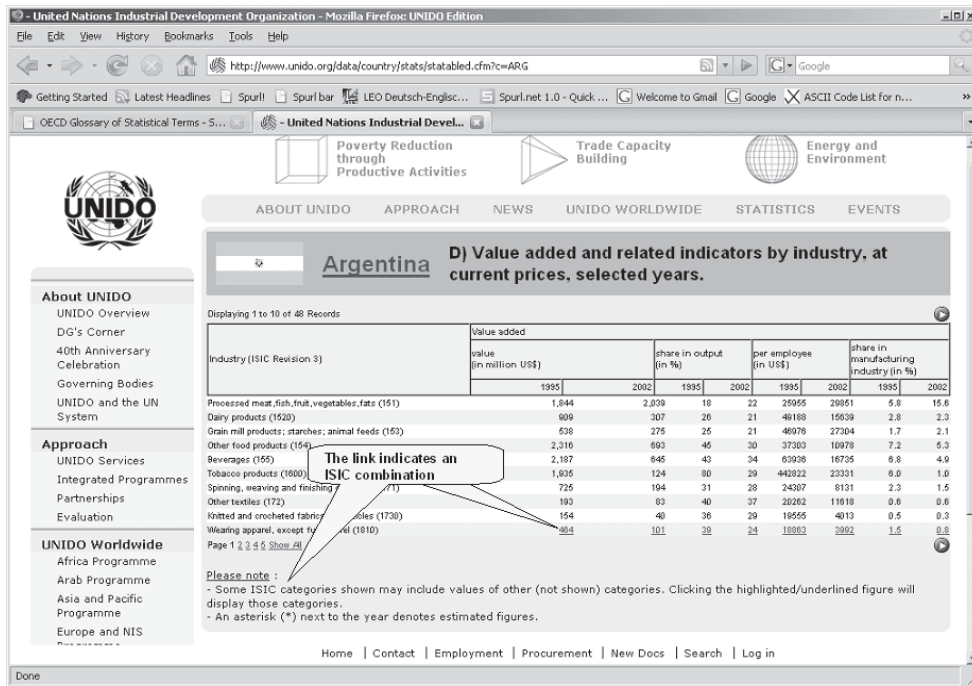 - United Nations Industrial Development Organization - Mozilla Firefox: UNIDO Edition
File Edit View History Bookmarks Tools Help
http://www.unido.org/data/country/stats/statabled.cfm?c=ARG
G Google
Getting Started Latest Headlines Spurl! Spurl bar LEO Deutsch-Englisc... Spurl.net 1.0 - Quick ... Welcome to Gmail Google ASCII Code List for n... »
OECD Glossary of Statistical Terms - S... - United Nations Industrial Devel...
Poverty Reduction
through
Productive Activities
Trade Capacity
Building
Energy and
Environment
UNIDO
ABOUT UNIDO APPROACH NEWS UNIDO WORLDWIDE STATISTICS EVENTS
Argentina
D) Value added and related indicators by industry, at
current prices, selected years.
About UNIDO
UNIDO Overview
DG's Corner
40th Anniversary
Celebration
Governing Bodies
UNIDO and the UN
System
Approach
UNIDO Services
Integrated Programmes
Partnerships
Evaluation
UNIDO Worldwide
Africa Programme
Arab Programme
Asia and Pacific
Programme
Europe and NIS
Displaying 1 to 10 of 48 Records
Industry (ISIC Revision 3)
Value added
value
(in million US$)
share in output
(in %)
per employee
(in US$)
share in
manufacturing
industry (in %)
1995 2002 1995 2002 1995 2002 1995 2002
Processed meat,fish,fruit,vegetables,fats (151) 1,844 2,039 18 22 25955 29851 5.8 15.6
Dairy products (1520) 909 307 26 21 49188 15639 2.8 2.3
Grain mill products; starches; animal feeds (153) 538 275 25 21 46976 27304 1.7 2.1
Other food products (154) 2,316 693 45 30 37303 10978 7.2 5.3
Beverages (155) 2,187 645 43 34 63936 16735 6.8 4.9
Tobacco products (1600) 1,935 124 80 29 442822 23331 6.0 1.0
Spinning, weaving and finishing 71) 725 194 31 28 24307 8131 2.3 1.5
Other textiles (172) 193 83 40 37 20262 11618 0.6 0.6
Knitted and crocheted fabrics cles (1730) 154 40 36 29 19555 4013 0.5 0.3
Wearing apparel, except fu vel (1810) 464 101 39 24 18863 3992 1.5 0.8
The link indicates an
ISIC combination
Page 1 2 3 4 5 Show All
Please note :
- Some ISIC categories shown may include values of other (not shown) categories. Clicking the highlighted/underlined figure will
display those categories.
- An asterisk (*) next to the year denotes estimated figures.
Home | Contact | Employment | Procurement | New Docs | Search | Log in
Done